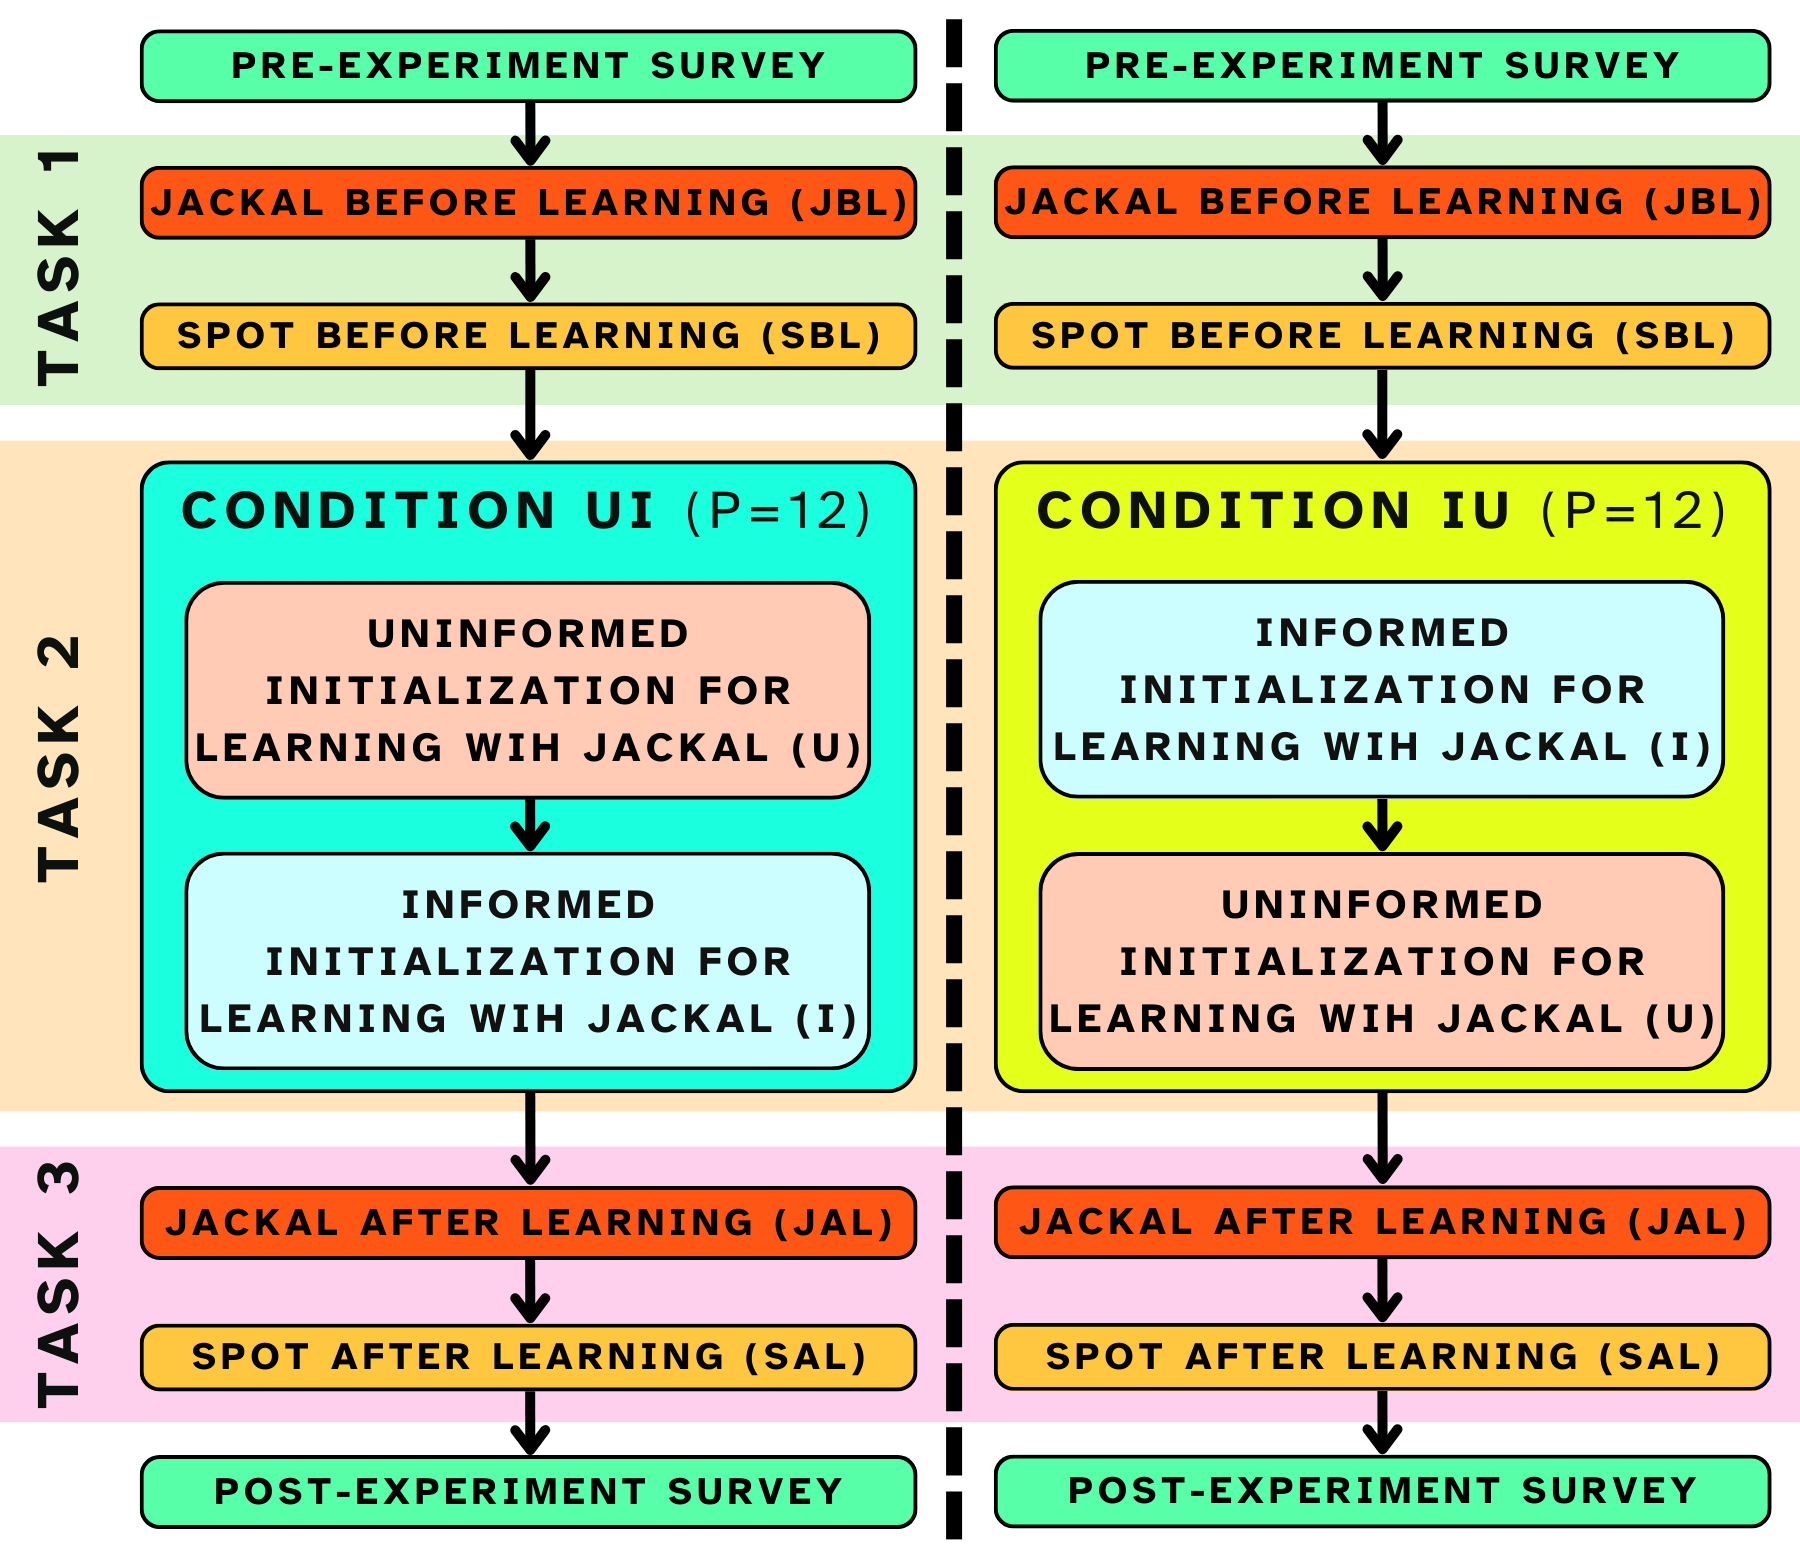 TASK 1
TASK 2
TASK 3
PRE-EXPERIMENT SURVEY
JACKAL BEFORE LEARNING (JBL)
SPOT BEFORE LEARNING (SBL)
CONDITION UI (P=12)
UNINFORMED
INITIALIZATION FOR
LEARNING WIH JACKAL (U)
INFORMED
INITIALIZATION FOR
LEARNING WIH JACKAL (I)
JACKAL AFTER LEARNING (JAL)
SPOT AFTER LEARNING (SAL)
POST-EXPERIMENT SURVEY
PRE-EXPERIMENT SURVEY
JACKAL BEFORE LEARNING (JBL)
SPOT BEFORE LEARNING (SBL)
CONDITION IU (P=12)
INFORMED
INITIALIZATION FOR
LEARNING WIH JACKAL (I)
UNINFORMED
INITIALIZATION FOR
LEARNING WIH JACKAL (U)
JACKAL AFTER LEARNING (JAL)
SPOT AFTER LEARNING (SAL)
POST-EXPERIMENT SURVEY